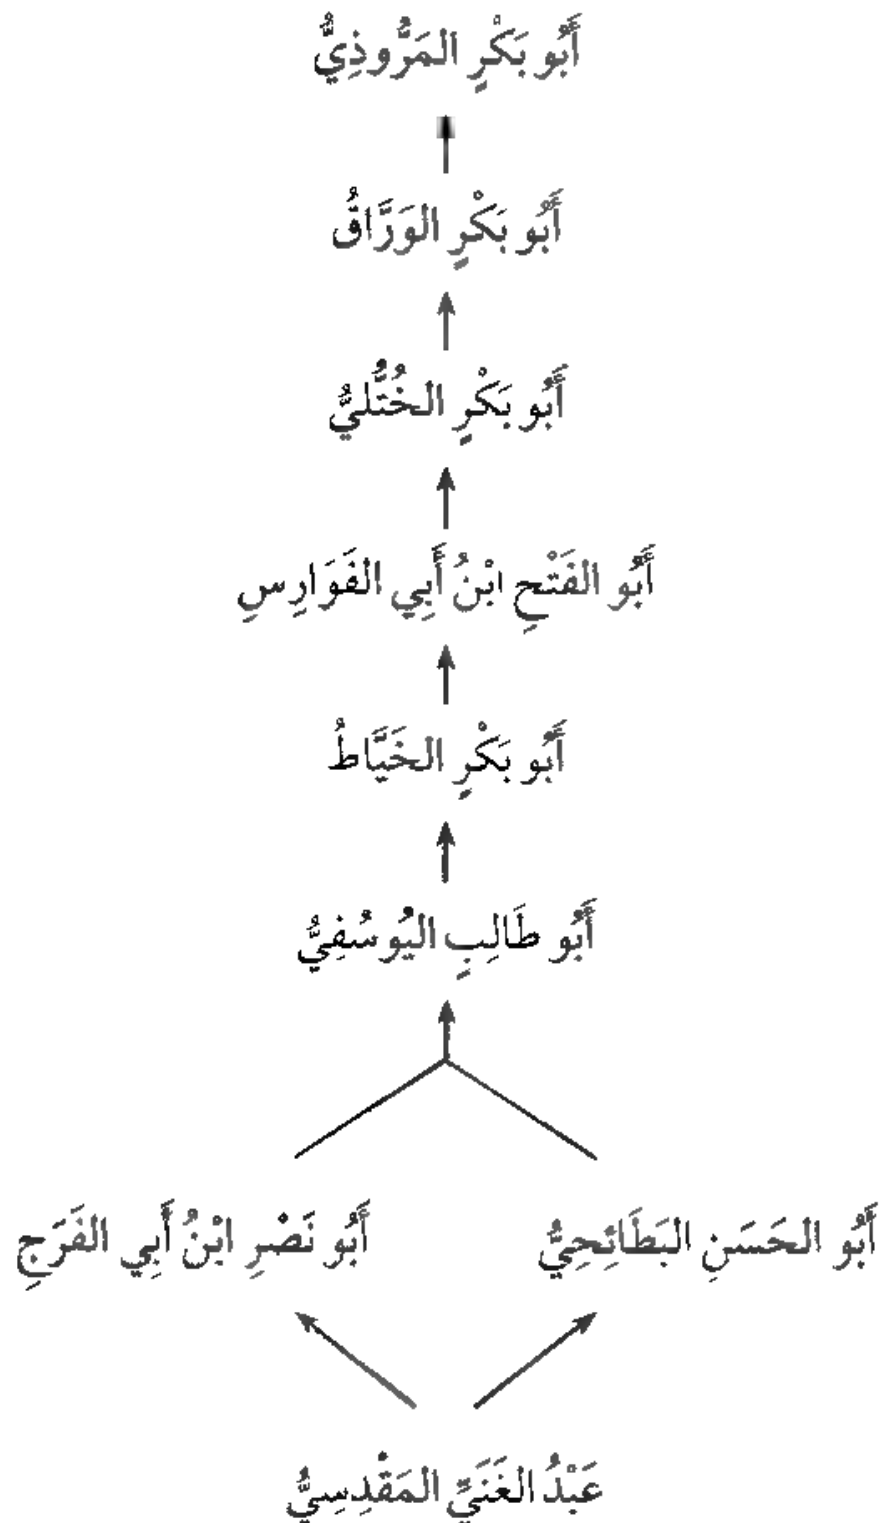 أَبُو بَكْرٍ المَرُّوذِيُّ
أَبُو بَكْرٍ الوَرَّاقُ
أَبُو بَكْرٍ الخُتُّليُّ
أَبُو الفَتْحِ ابْنُ أَبِي الفَوَارِسِ
أَبُو بَكْرٍ الخَيَّاطُ
أَبُو طَالِبٍ اليُوسُفِيُّ
أَبُو الحَسَنِ البَطَائِحِيُّ
أَبُو نَصْرِ ابْنُ أَبِي الفَرَجِ
عَبْدُ الغَنَيِّ المَقْدِسِيُّ